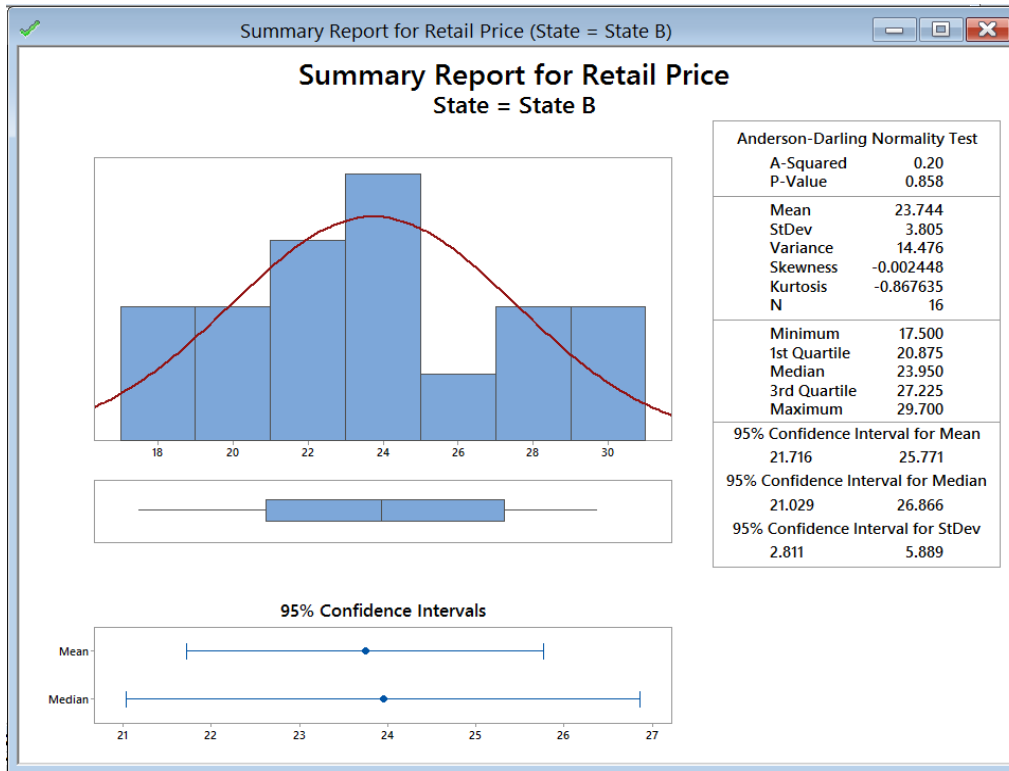 Summary Report for Retail Price (State = State B)
Summary Report for Retail Price
State = State B
18 20 22 24 26 28 30
95% Confidence Intervals
Mean
Median
21 22 23 24 25 26 27
Anderson-Darling Normality Test
A-Squared 0.20
P-Value 0.858
Mean 23.744
StDev 3.805
Variance 14.476
Skewness -0.002448
Kurtosis -0.867635
N 16
Minimum 17.500
1st Quartile 20.875
Median 23.950
3rd Quartile 27.225
Maximum 29.700
95% Confidence Interval for Mean
21.716 25.771
95% Confidence Interval for Median
21.029 26.866
95% Confidence Interval for StDev
2.811 5.889